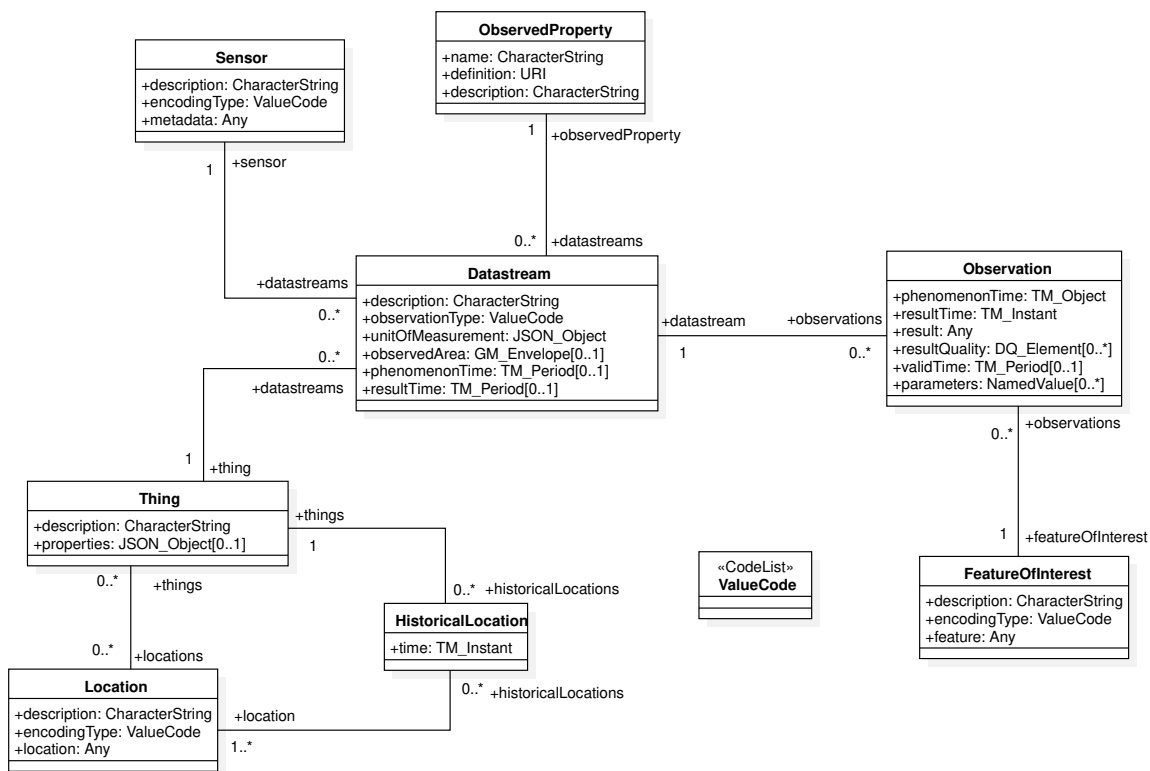 ObservedProperty
+name: CharacterString
+definition: URI
+description: CharacterString
Sensor
+description: CharacterString
+encodingType: ValueCode
+metadata: Any
1
+observedProperty
1
+sensor
0..*
+datastreams
+datastreams
0..*
Datastream
+description: CharacterString
+observationType: ValueCode
+unitOfMeasurement: JSON_Object
+observedArea: GM_Envelope[0..1]
+phenomenonTime: TM_Period[0..1]
+resultTime: TM_Period[0..1]
+datastream
1
+observations
0..*
Observation
+phenomenonTime: TM_Object
+resultTime: TM_Instant
+result: Any
+resultQuality: DQ_Element[0..*]
+validTime: TM_Period[0..1]
+parameters: NamedValue[0..*]
0..*
+datastreams
0..*
+observations
1
+thing
Thing
+description: CharacterString
+properties: JSON_Object[0..1]
+things
1
1
+featureOfInterest
FeatureOfInterest
+description: CharacterString
+encodingType: ValueCode
+feature: Any
«CodeList»
ValueCode
0..*
+things
0..*
+historicalLocations
HistoricalLocation
+time: TM_Instant
0..*
+locations
0..*
+historicalLocations
Location
+description: CharacterString
+encodingType: ValueCode
+location: Any
+location
1..*